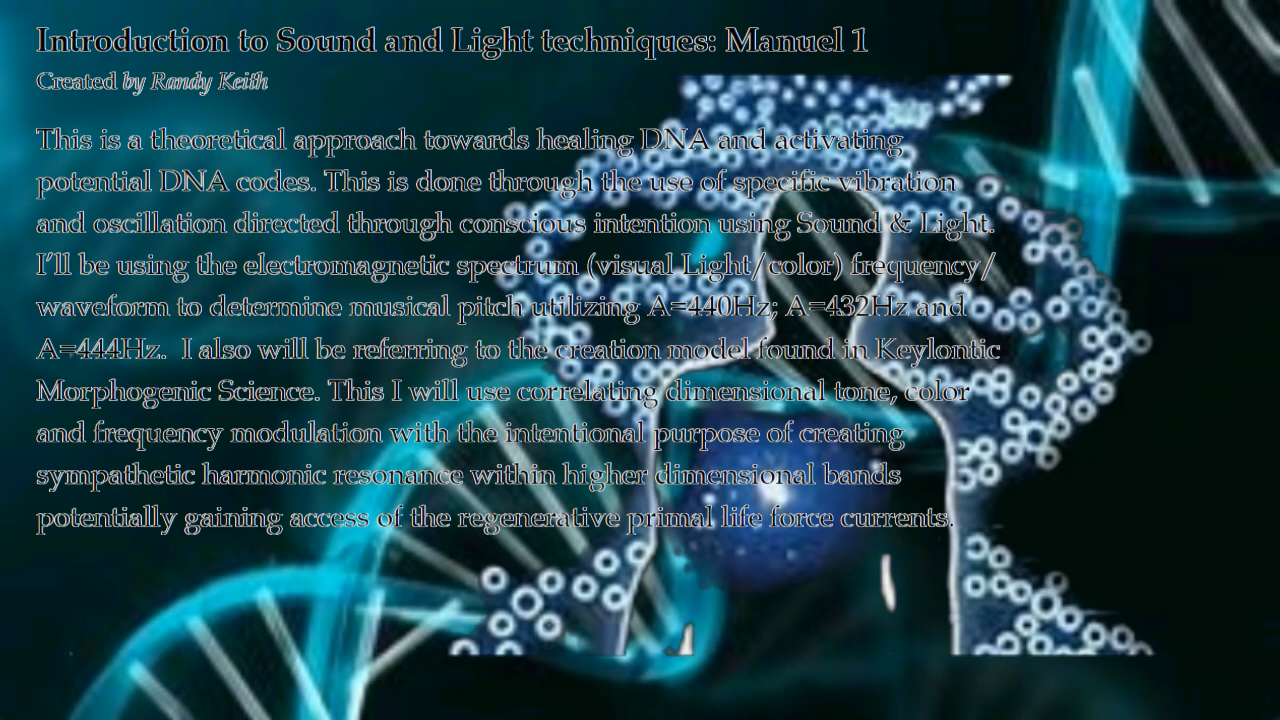 Introduction to Sound and Light techniques: Manuel 1
Created by Randy Keith
This is a theoretical approach towards healing DNA and activating
potential DNA codes. This is done through the use of specific vibration
and oscillation directed through conscious intention using Sound & Light.
I'll be using the electromagnetic spectrum (visual Light/color) frequency/
waveform to determine musical pitch utilizing A=440Hz; A=432Hz and
A=444Hz.  I also will be referring to the creation model found in Keylontic
Morphogenic Science. This I will use correlating dimensional tone, color
and frequency modulation with the intentional purpose of creating
sympathetic harmonic resonance within higher dimensional bands
potentially gaining access of the regenerative primal life force currents.